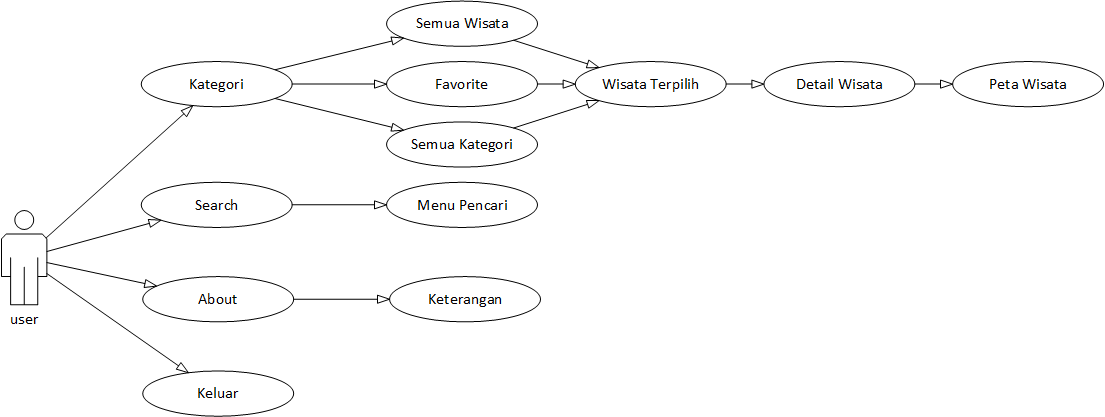 Semua Wisata
Kategori
Favorite
Wisata Terpilih
Detail Wisata
Peta Wisata
Semua Kategori
Search
Menu Pencari
user
About
Keterangan
Keluar